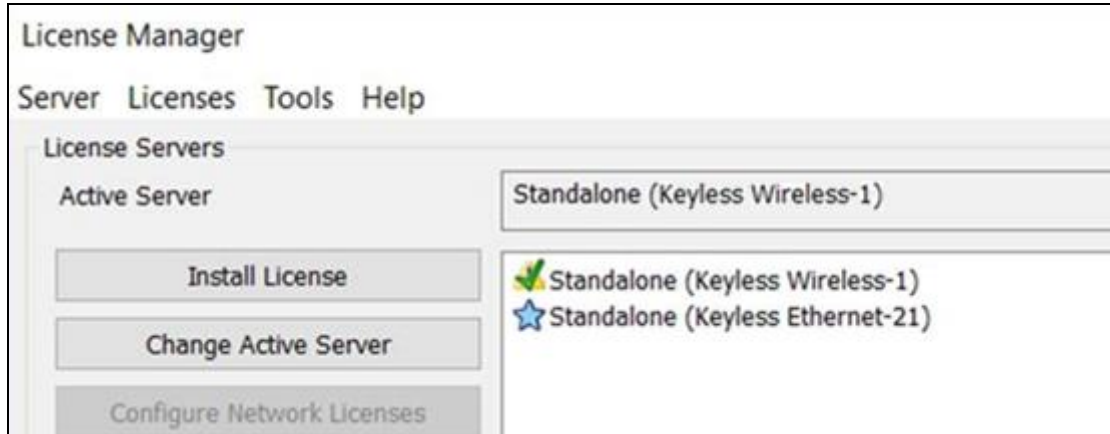 License Manager
Server Licenses Tools Help
License Servers
Active Server
Standalone (Keyless Wireless-1)
Install License
Change Active Server
Configure Network Licenses
Standalone (Keyless Wireless-1)
Standalone (Keyless Ethernet-21)